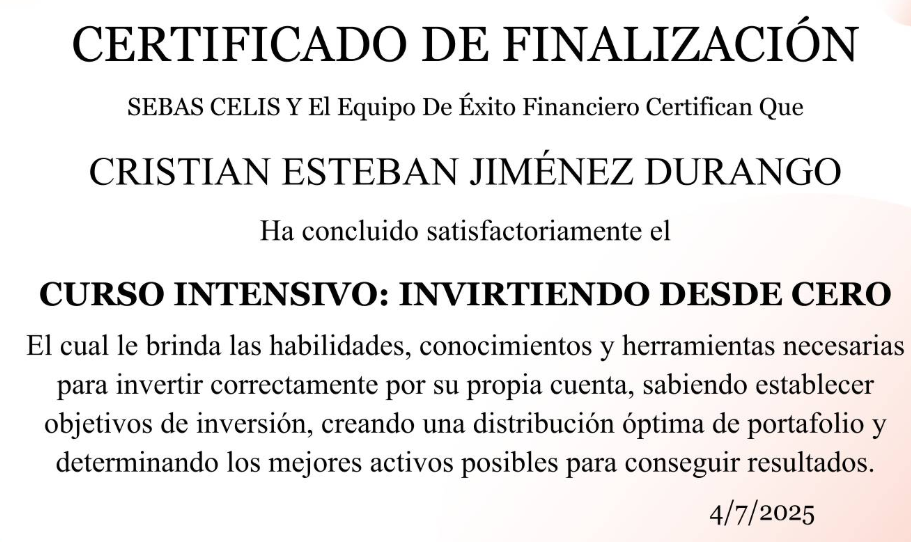 CERTIFICADO DE FINALIZACIÓN
SEBAS CELIS Y El Equipo De Éxito Financiero Certifican Que
CRISTIAN ESTEBAN JIMÉNEZ DURANGO
Ha concluido satisfactoriamente el
CURSO INTENSIVO: INVIRTIENDO DESDE CERO
El cual le brinda las habilidades, conocimientos y herramientas necesarias
para invertir correctamente por su propia cuenta, sabiendo establecer
objetivos de inversión, creando una distribución óptima de portafolio y
determinando los mejores activos posibles para conseguir resultados.
4/7/2025